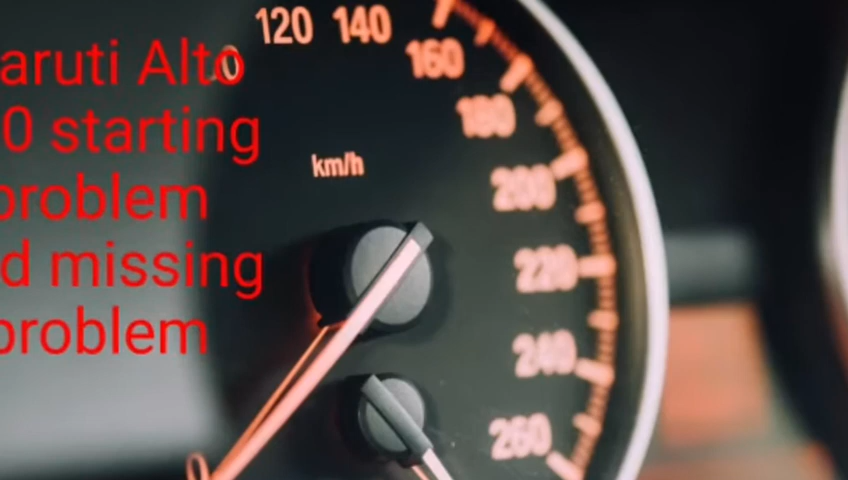 aruti Alto
0 starting
problem
d missing
problem
120 140
160
180
km/h
200
220
240
260